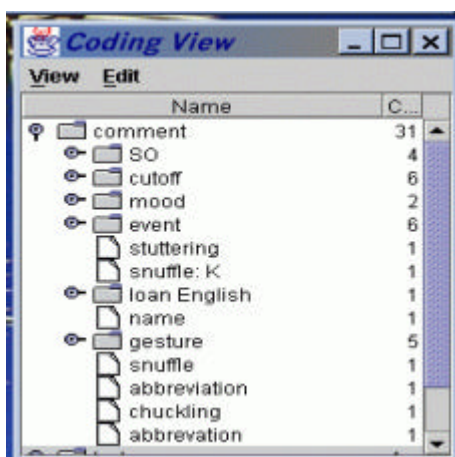 Coding View
View Edit
Name C...
comment 31
SO 4
cutoff 6
mood 2
event 6
stuttering 1
snuffle: K 1
loan English 1
name 1
gesture 5
snuffle 1
abbreviation 1
chuckling 1
abbrevation 1